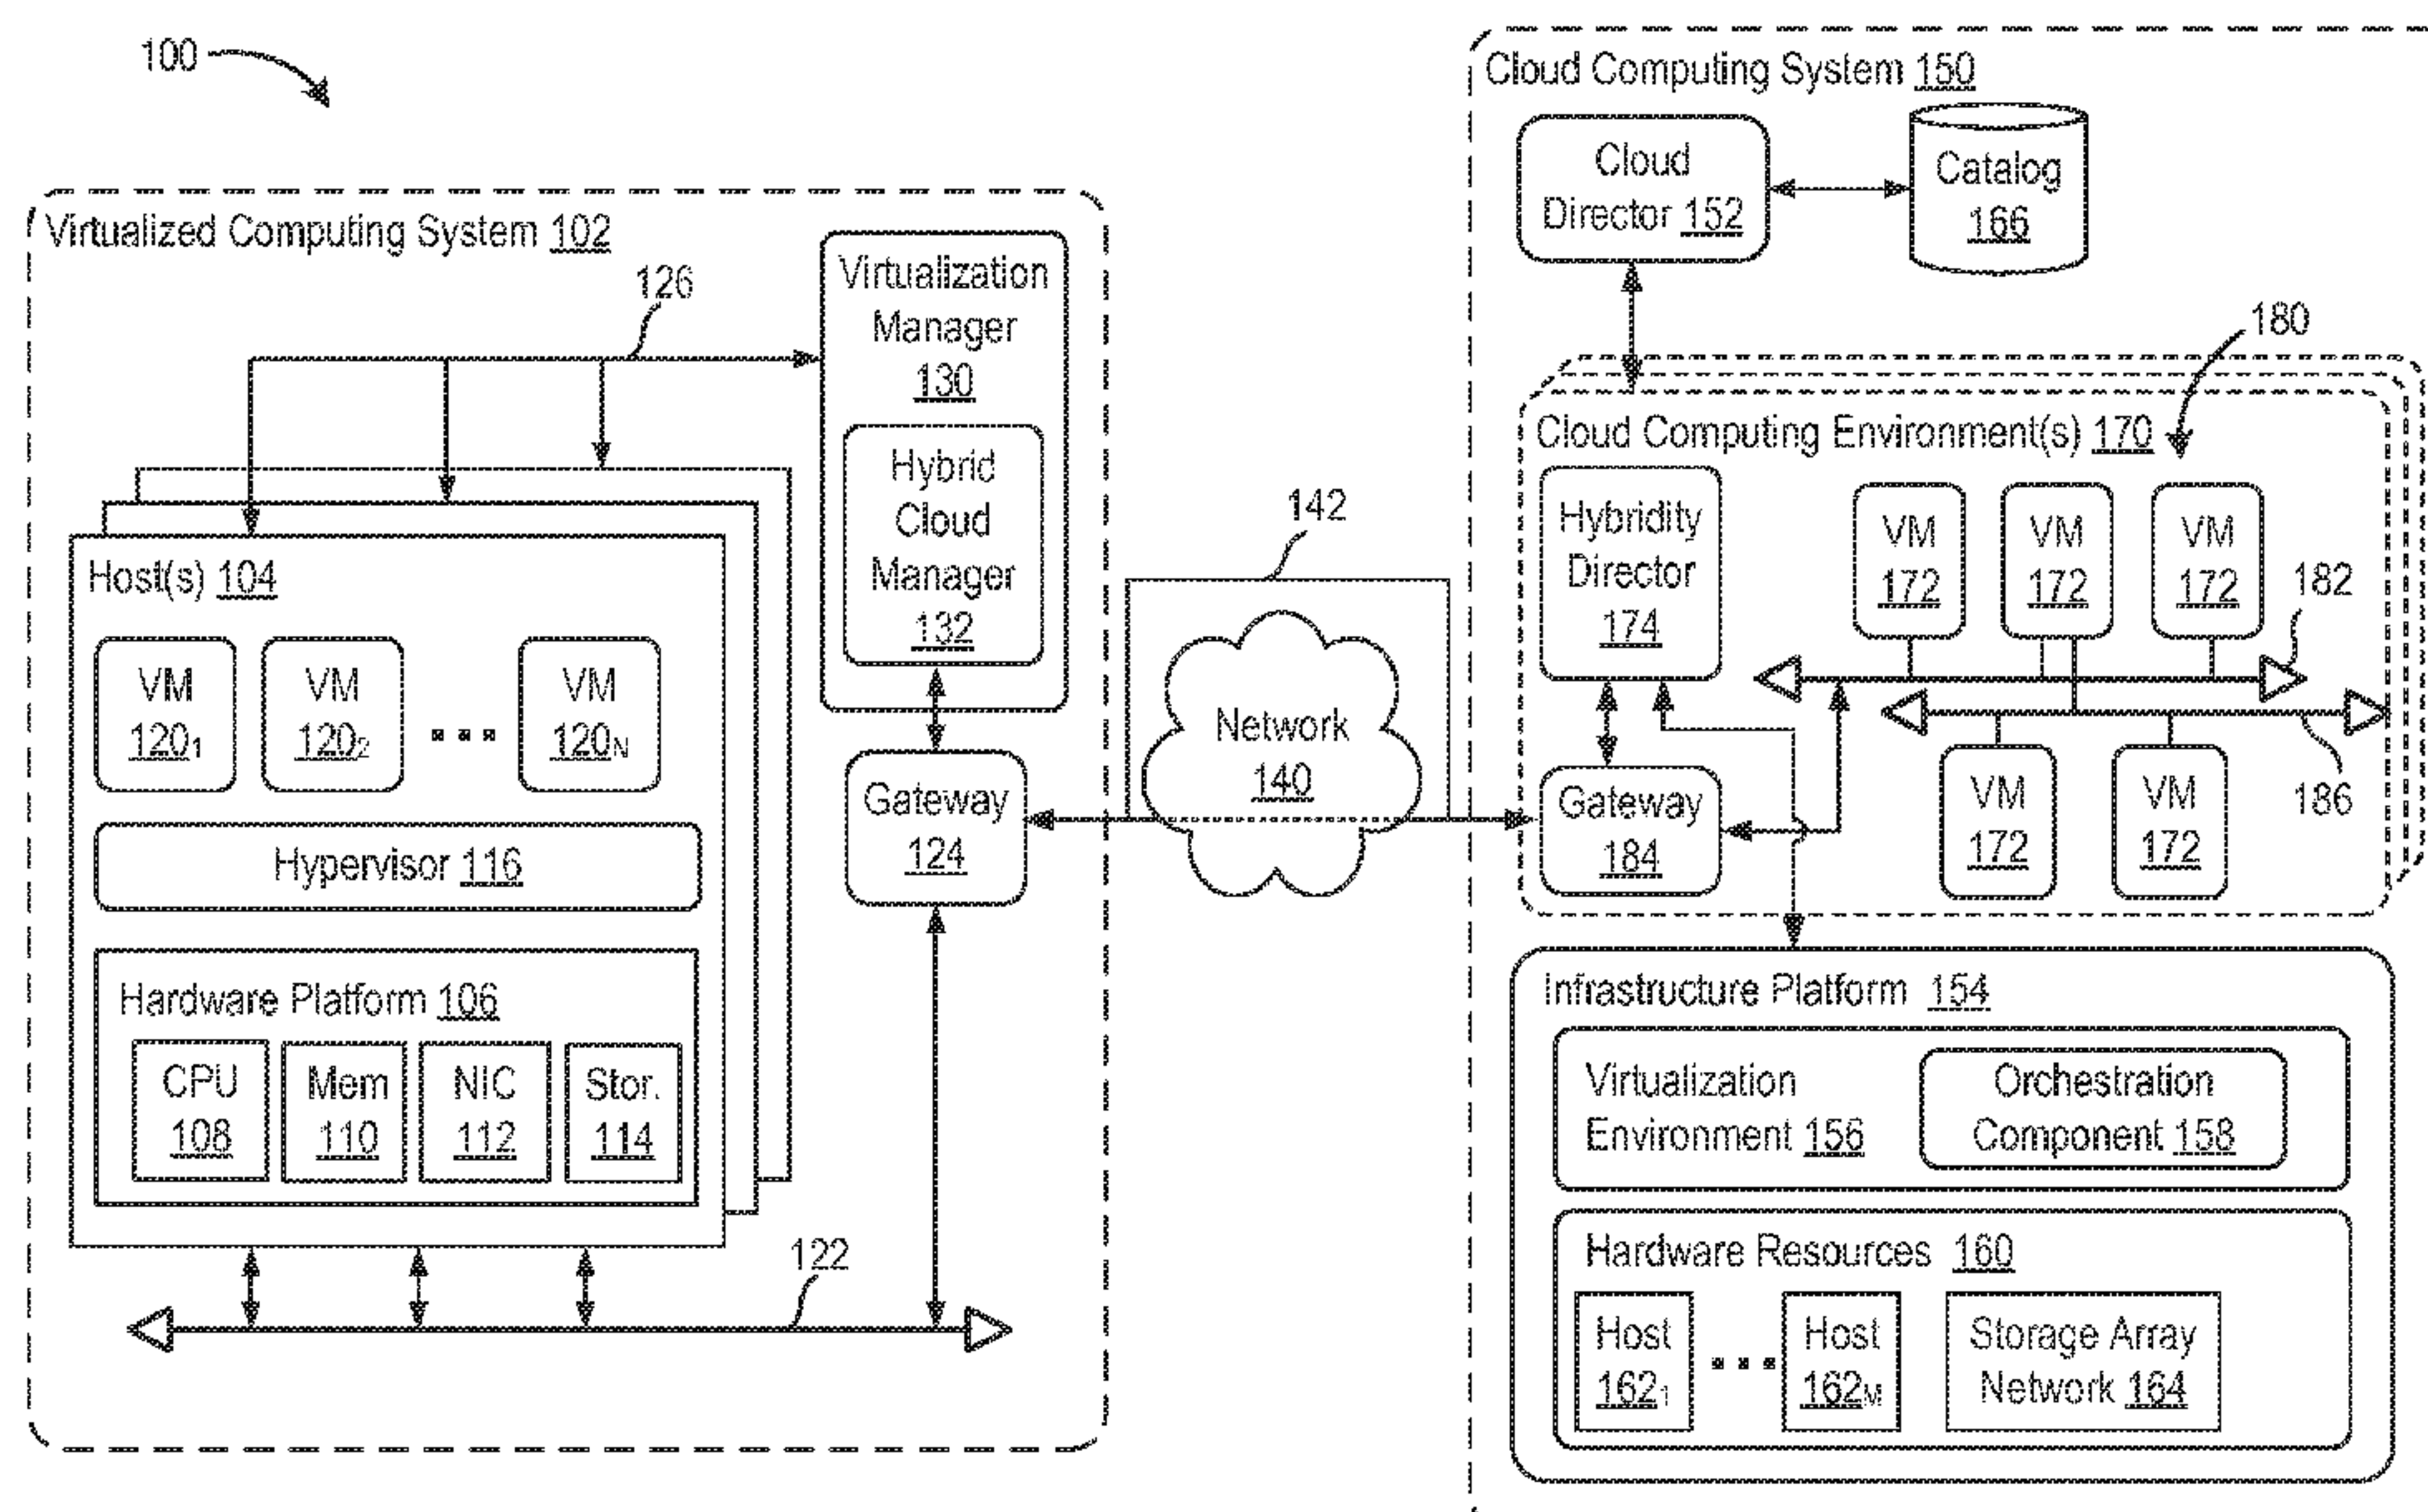 100
Virtualized Computing System 102
126
Virtualization
Manager
130
Hybrid
Cloud
Manager
132
Host(s) 104
VM
120₁
VM
120₂
...
VM
120N
Hypervisor 116
Hardware Platform 106
CPU
108
Mem
110
NIC
112
Stor.
114
Gateway
124
122
142
Network
140
Cloud Computing System 150
Cloud
Director 152
Catalog
166
180
Cloud Computing Environment(s) 170
Hybridity
Director
174
VM
172
VM
172
VM
172
182
Gateway
184
VM
172
VM
172
186
Infrastructure Platform 154
Virtualization
Environment 156
Orchestration
Component 158
Hardware Resources 160
Host
162₁
...
Host
162M
Storage Array
Network 164